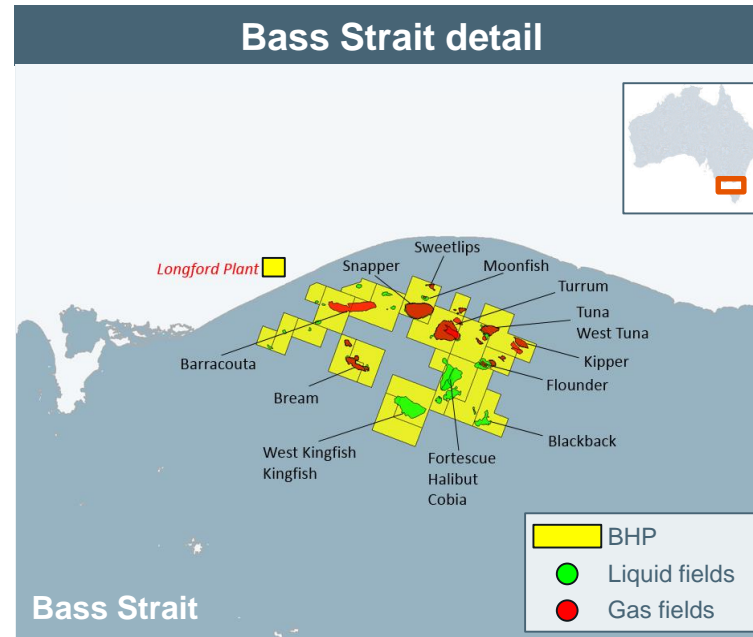 Bass Strait detail
Sweetlips
Snapper
Moonfish
Longford Plant
Turrum
Tuna
West Tuna
Kipper
Barracouta
Flounder
Bream
Blackback
West Kingfish
Kingfish
Fortescue
Halibut
Cobia
BHP
Liquid fields
Gas fields
Bass Strait